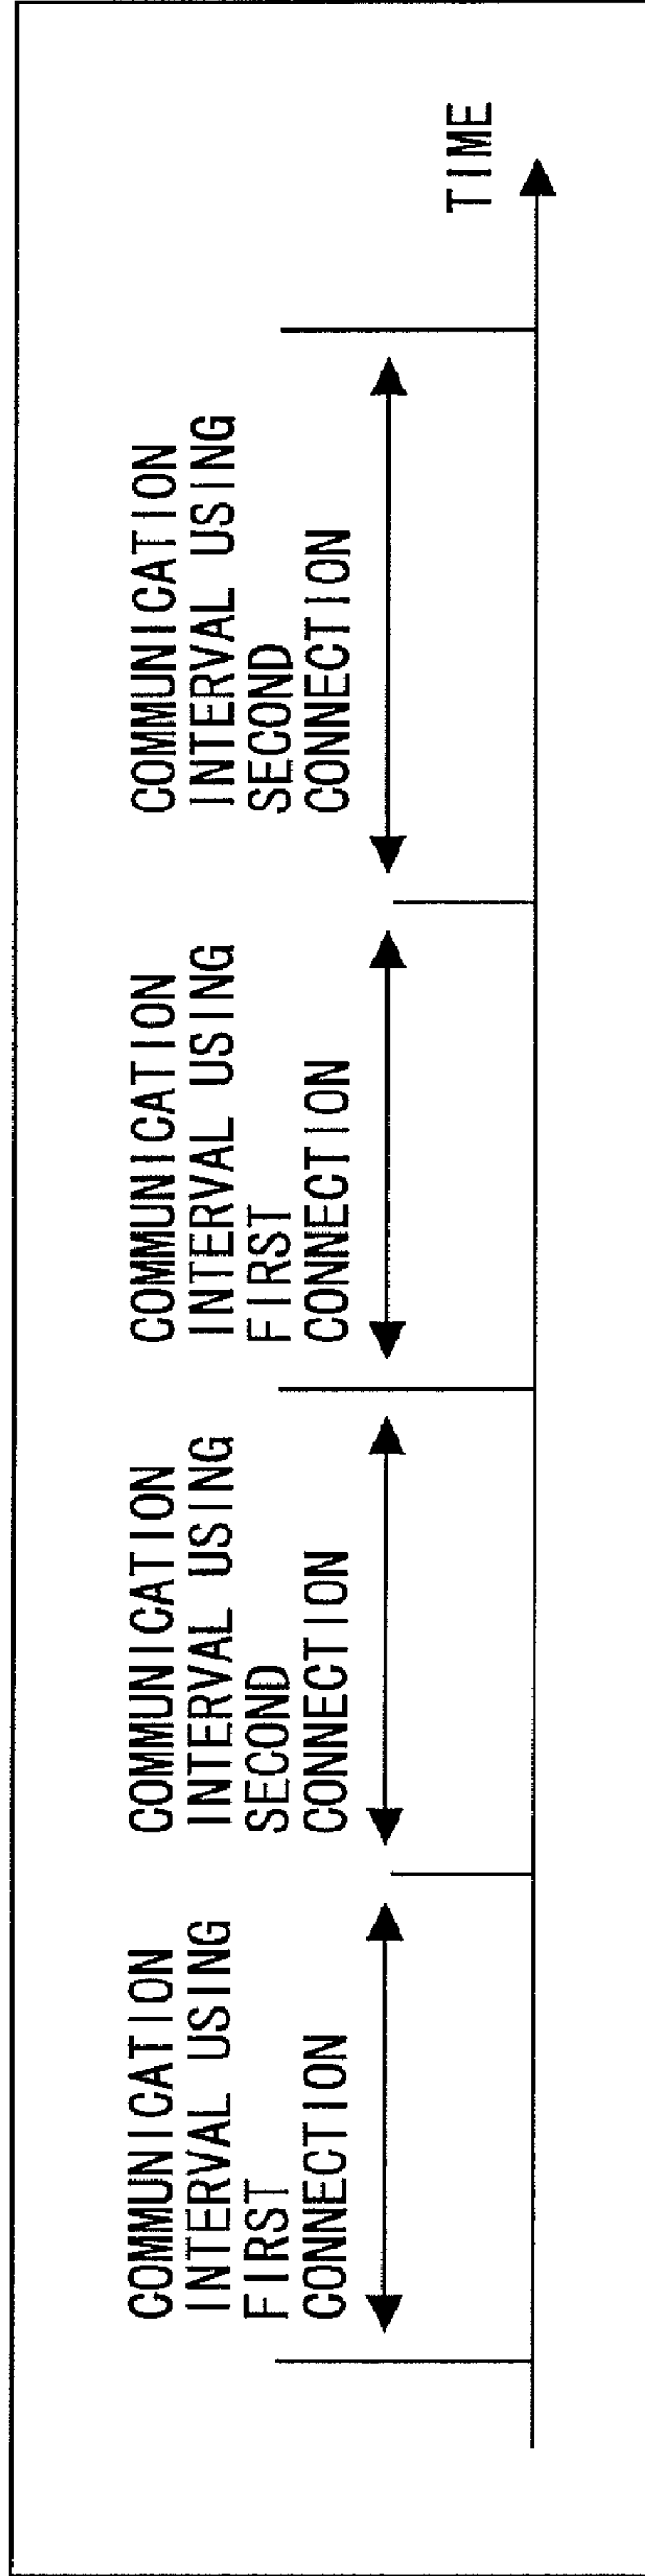 COMMUNICATION
INTERVAL USING
FIRST
CONNECTION
COMMUNICATION
INTERVAL USING
SECOND
CONNECTION
COMMUNICATION
INTERVAL USING
FIRST
CONNECTION
COMMUNICATION
INTERVAL USING
SECOND
CONNECTION
TIME